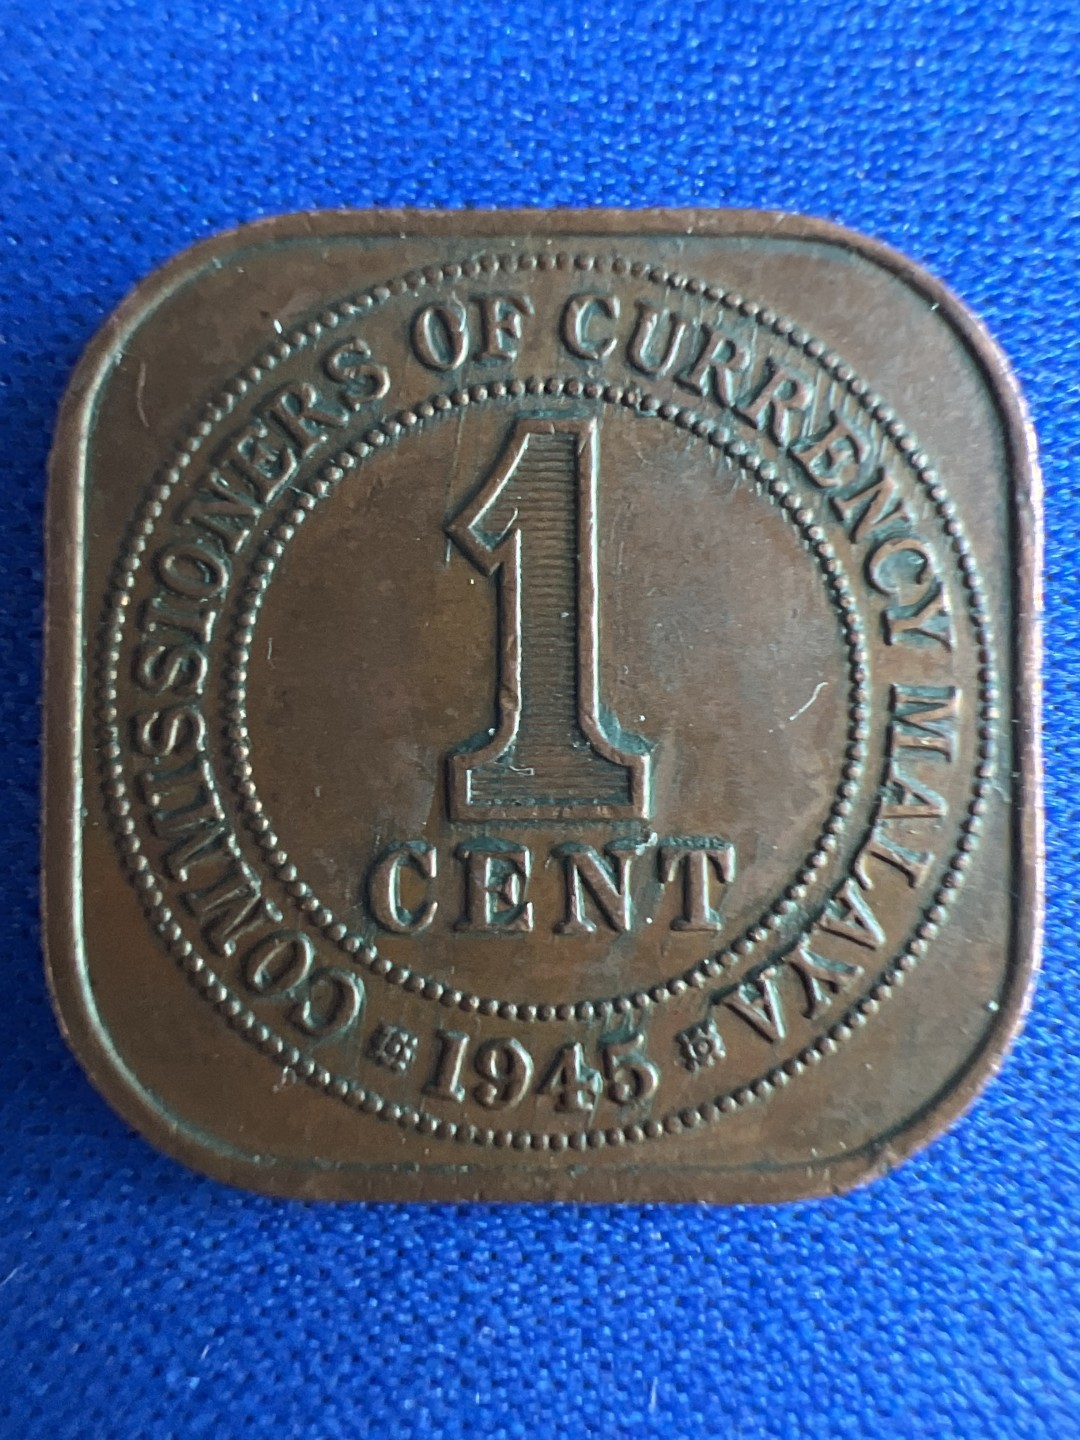 COMMISSIONERS OF CURRENCY MALAYA
1
CENT
1945